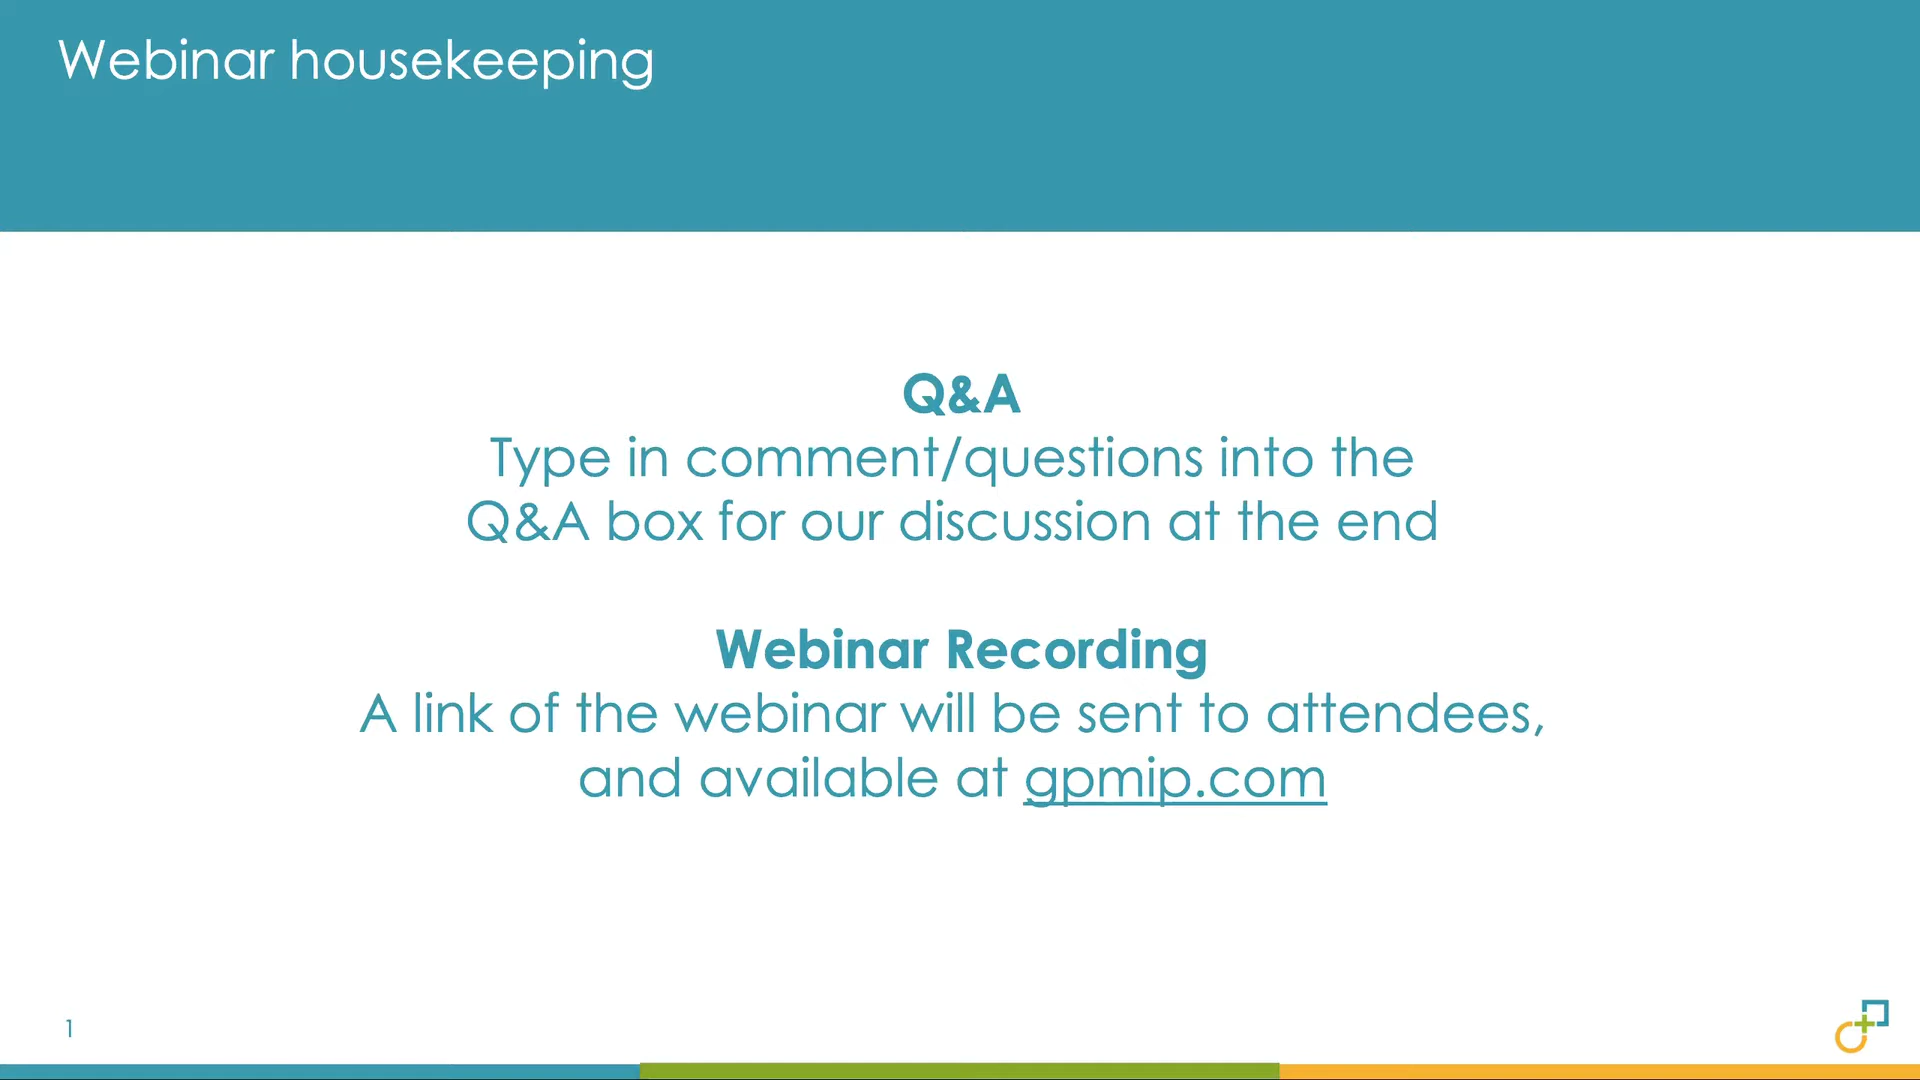 Webinar housekeeping
Q&A
Type in comment/questions into the
Q&A box for our discussion at the end
Webinar Recording
A link of the webinar will be sent to attendees,
and available at gpmip.com
1